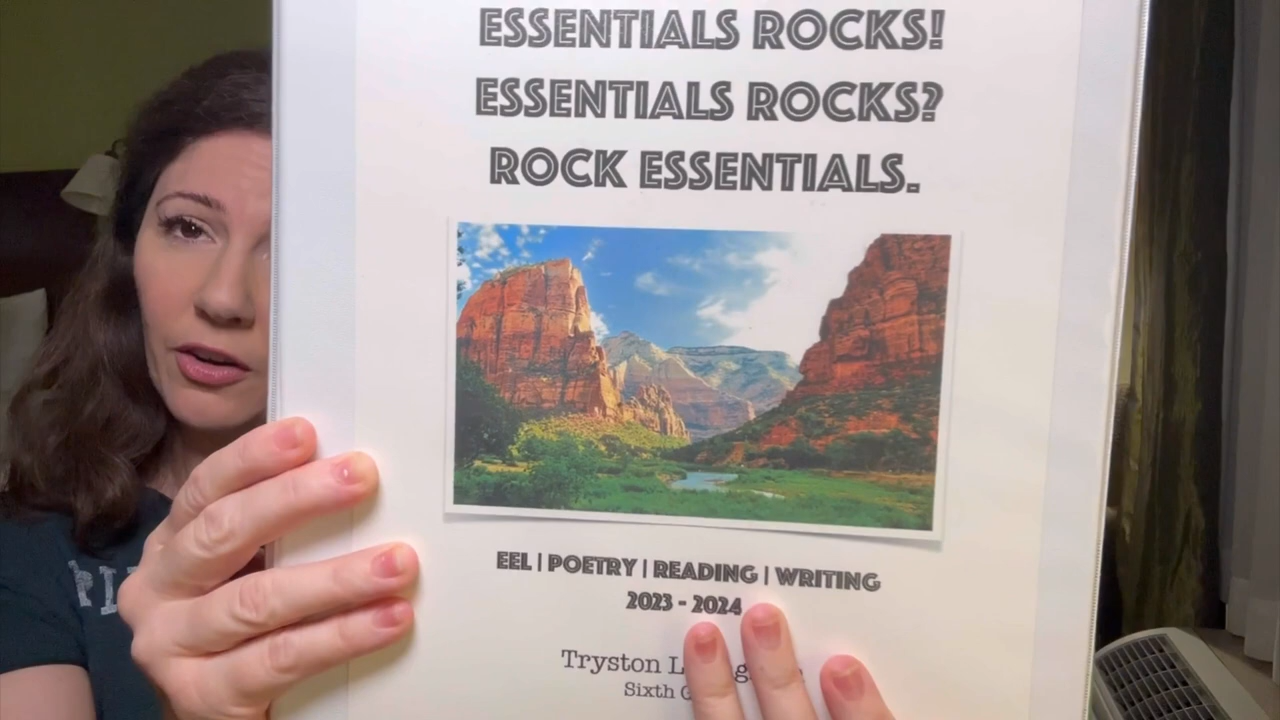 ESSENTIALS ROCKS!
ESSENTIALS ROCKS?
ROCK ESSENTIALS.
EEL | POETRY | READING | WRITING
2023 - 2024
Tryston
Sixth